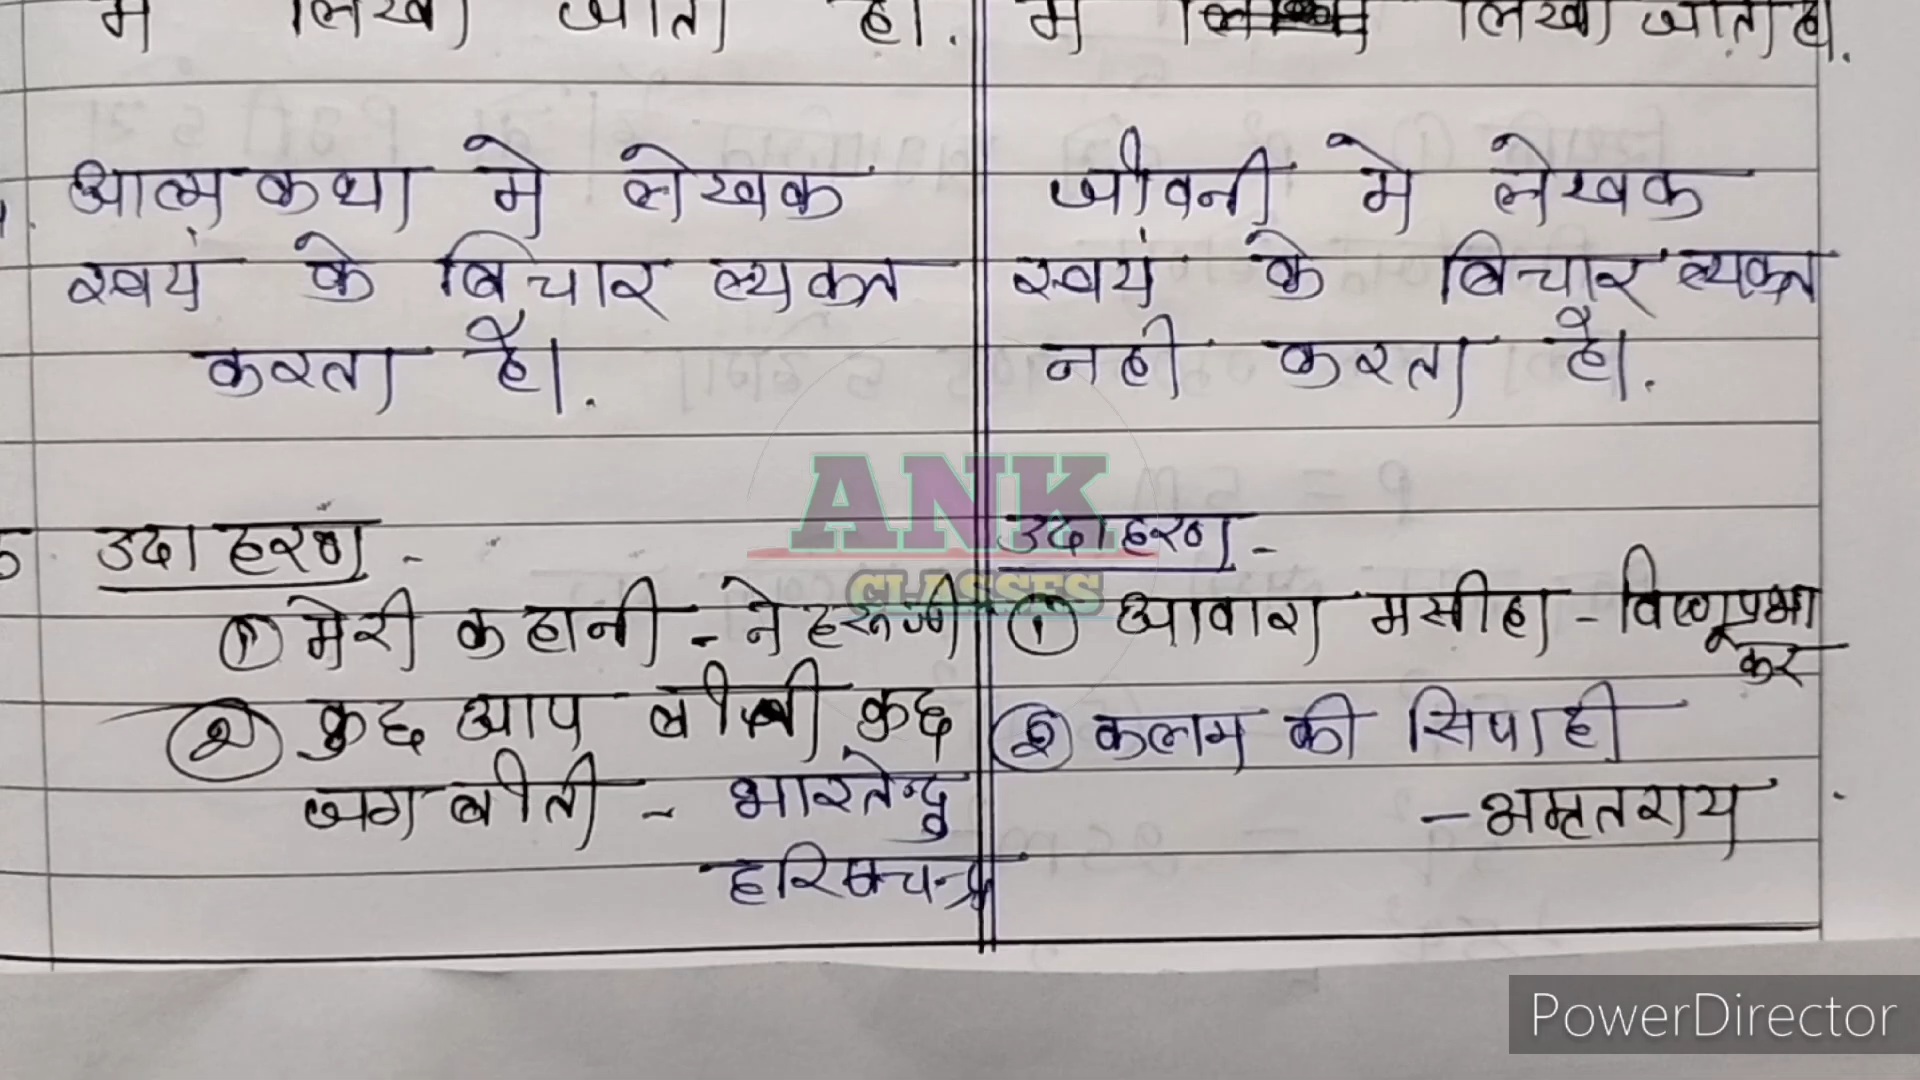 में लिखा जाता है।. में लिखा जाता है।.
आत्मकथा मे लेखक
स्वयं के विचार व्यक्त
करता है।.
जीवनी मे लेखक
स्वयं के विचार व्यक्त
नही करता है।.
ANK
CLASSES
उदाहरण -
① मेरी कहानी - नेहरूजी
② कुछ आप बीती कुछ
जग बीती - भारतेन्दु
हरिश्चन्द्र
उदाहरण -
① आवारा मसीहा - विष्णूप्रभा
कर
② कलम की सिपाही
- अमृतराय
PowerDirector